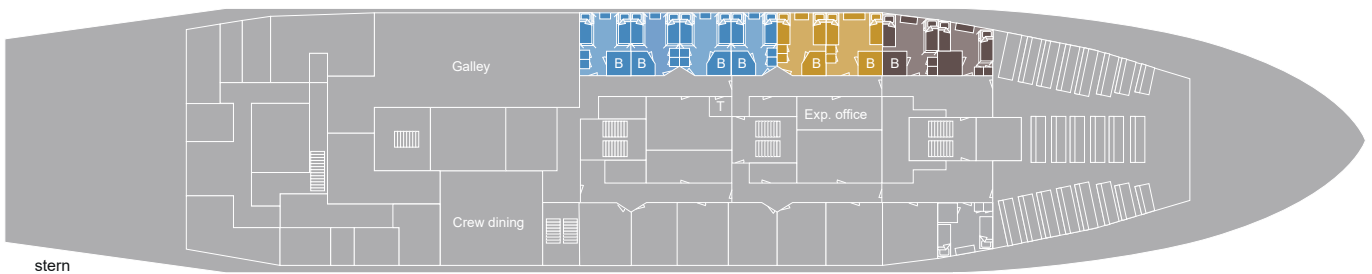 Galley
B B B B B B B
T
Exp. office
Crew dining
stern